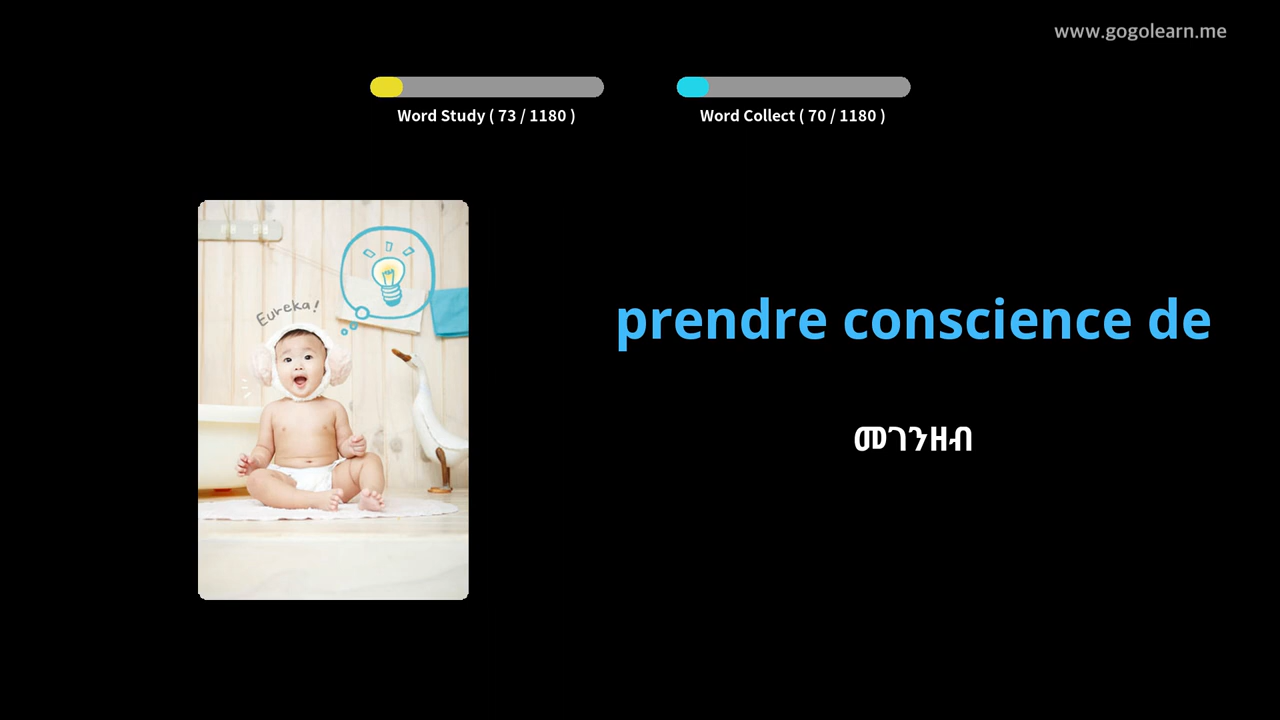 www.gogolearn.me
Word Study ( 73 / 1180 )
Word Collect ( 70 / 1180 )
Eureka!
prendre conscience de
መገንዘብ